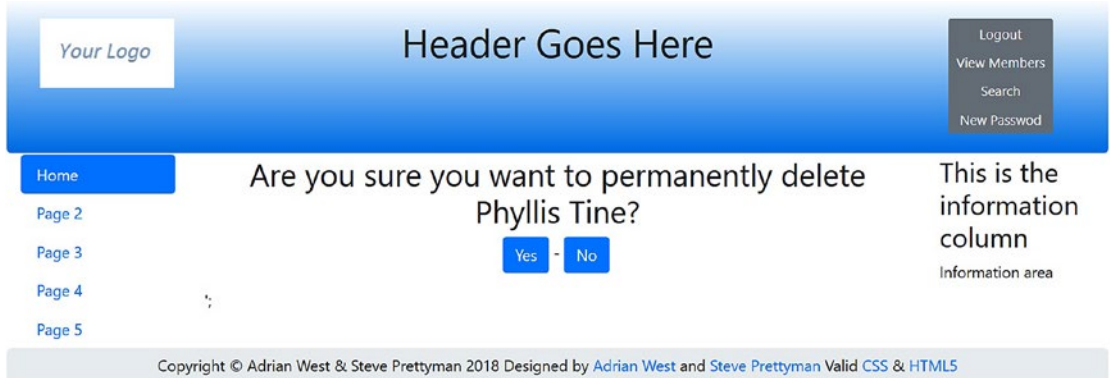 Your Logo
Header Goes Here
Logout
View Members
Search
New Passwod
Home
Page 2
Page 3
Page 4
Page 5
Are you sure you want to permanently delete
Phyllis Tine?
Yes - No
';
This is the
information
column
Information area
Copyright © Adrian West & Steve Prettyman 2018 Designed by Adrian West and Steve Prettyman Valid CSS & HTML5